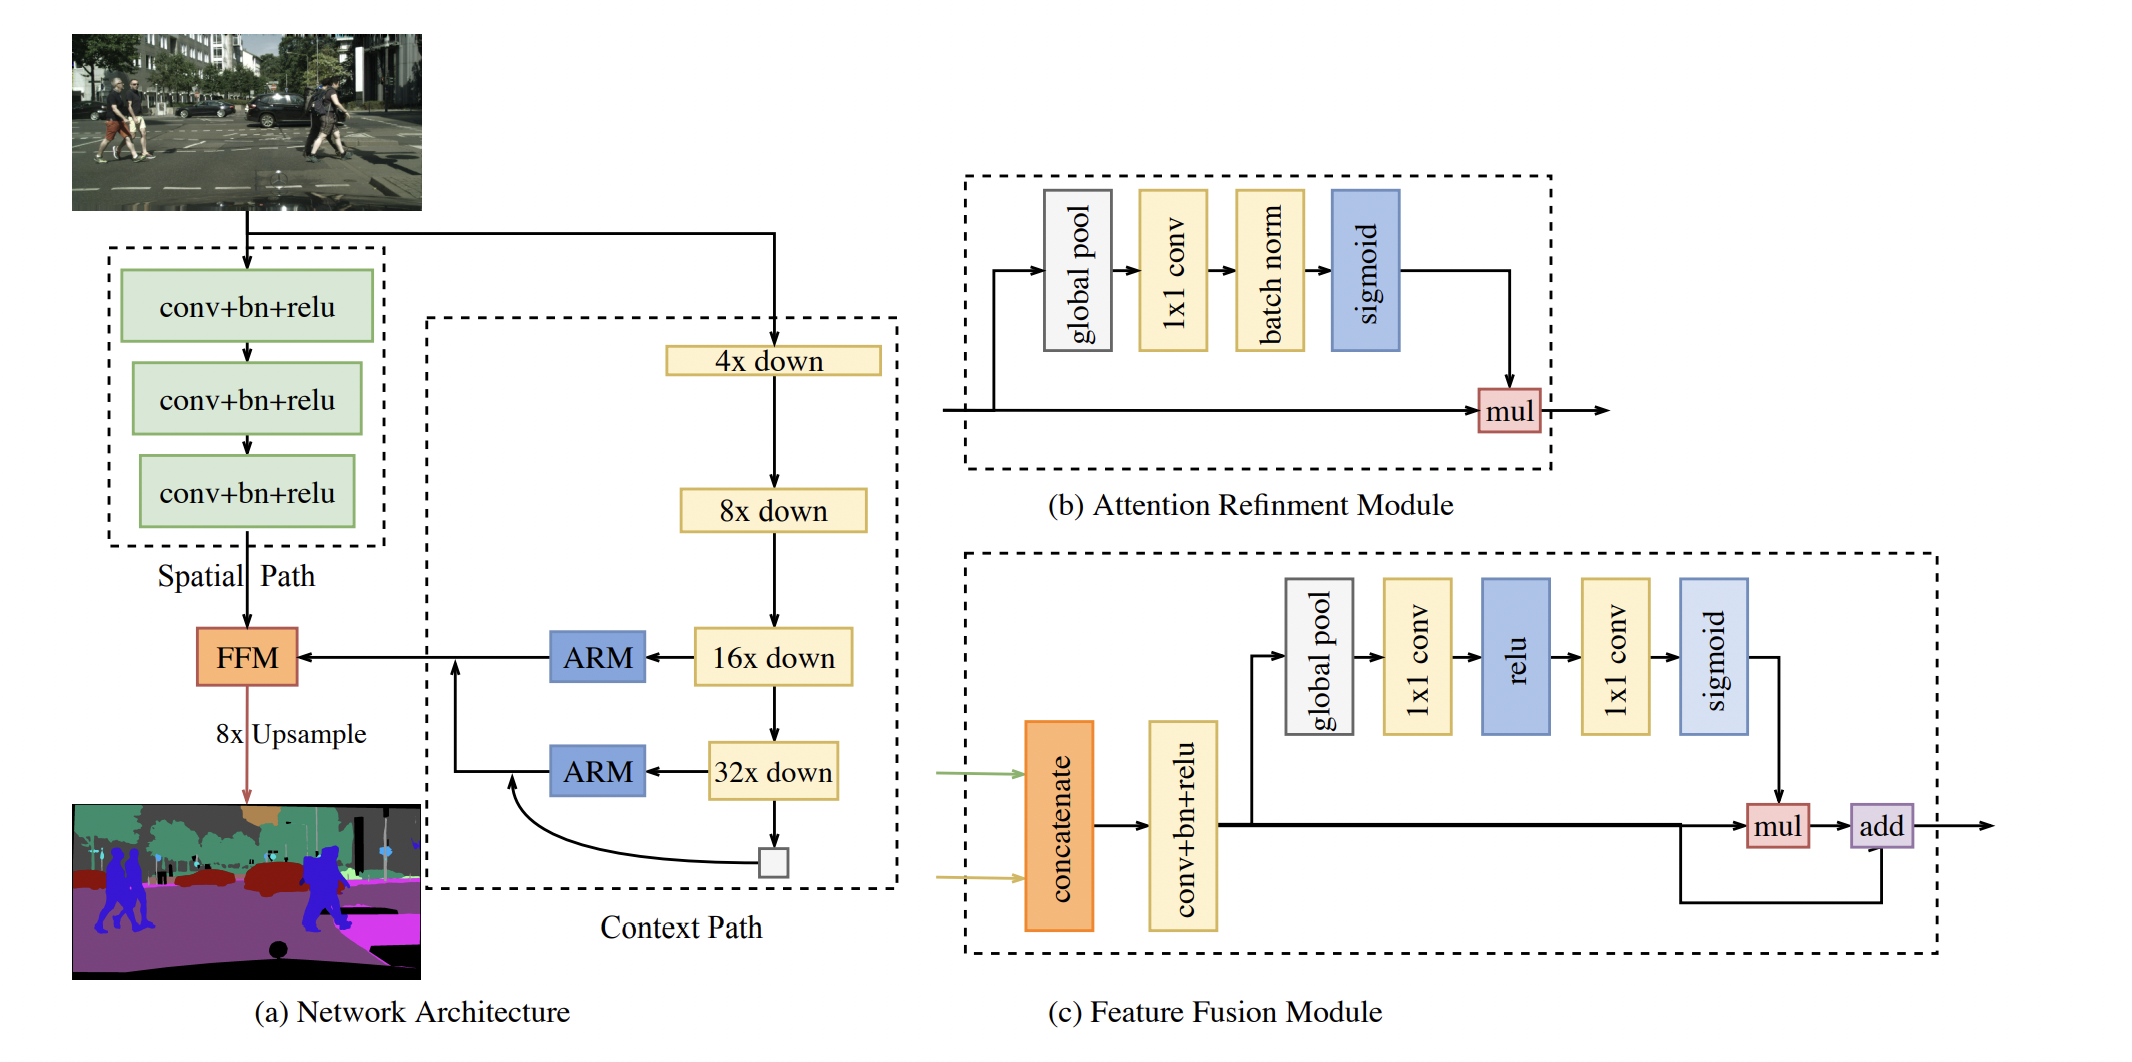 conv+bn+relu
conv+bn+relu
conv+bn+relu
Spatial Path
FFM
8x Upsample
4x down
8x down
16x down
ARM
32x down
ARM
Context Path
(a) Network Architecture
global pool
1x1 conv
batch norm
sigmoid
mul
(b) Attention Refinment Module
concatenate
conv+bn+relu
global pool
1x1 conv
relu
1x1 conv
sigmoid
mul
add
(c) Feature Fusion Module